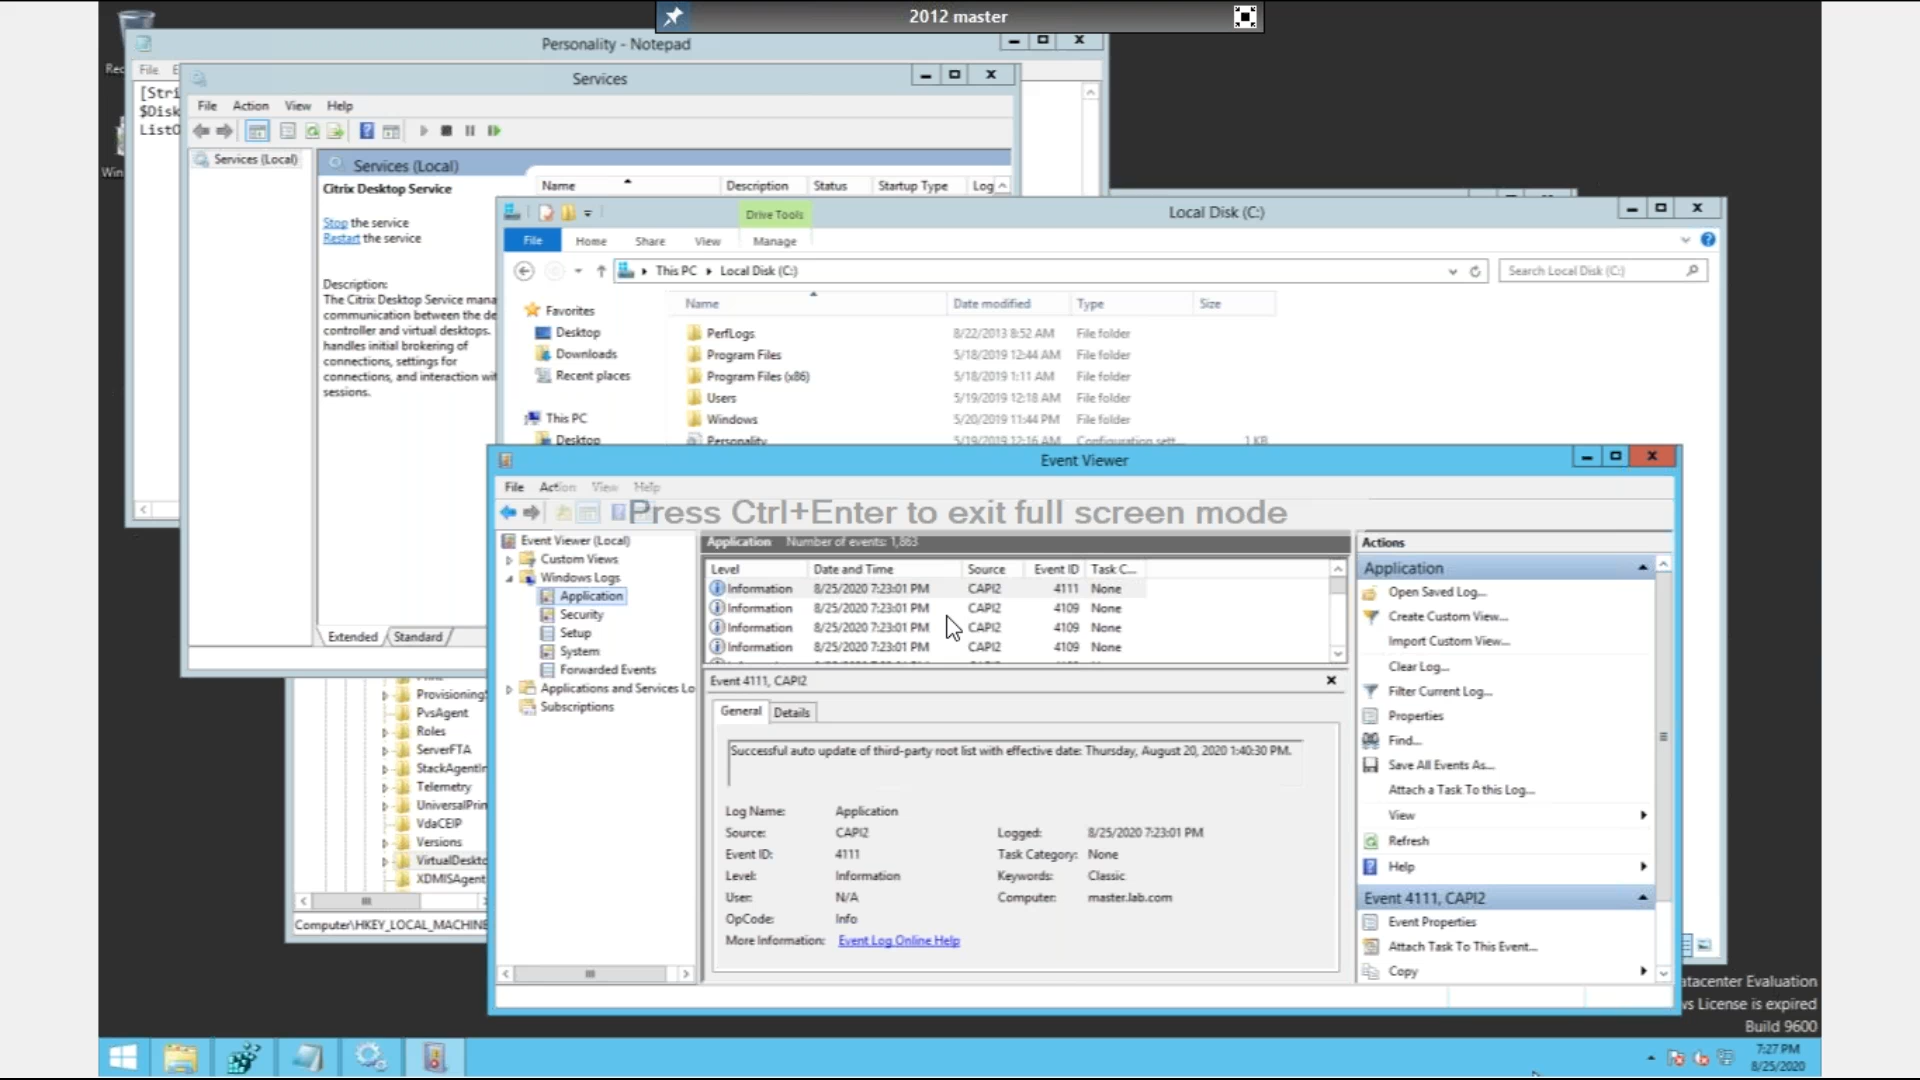 2012 master
Personality - Notepad
File
[Stri
$Disk
ListO
Services
File Action View Help
Services (Local)
Services (Local)
Citrix Desktop Service
Stop the service
Restart the service
Description:
The Citrix Desktop Service mana
communication between the de
controller and virtual desktops.
handles initial brokering of
connections, settings for
connections, and interaction wit
sessions.
Name Description Status Startup Type Log
Extended Standard
Drive Tools
Local Disk (C:)
File Home Share View Manage
This PC Local Disk (C:)
Search Local Disk (C:)
Favorites
Desktop
Downloads
Recent places
This PC
Desktop
Name Date modified Type Size
PerfLogs 8/22/2013 8:52 AM File folder
Program Files 5/18/2019 12:44 AM File folder
Program Files (x86) 5/18/2019 1:11 AM File folder
Users 5/19/2019 12:18 AM File folder
Windows 5/20/2019 11:44 PM File folder
Personality 5/19/2019 12:16 AM Configuration sett... 1 KB
Event Viewer
File Action View Help
Press Ctrl+Enter to exit full screen mode
Event Viewer (Local)
Custom Views
Windows Logs
Application
Security
Setup
System
Forwarded Events
Applications and Services Lo
Subscriptions
Application Number of events: 1,863
Level Date and Time Source Event ID Task C...
Information 8/25/2020 7:23:01 PM CAPI2 4111 None
Information 8/25/2020 7:23:01 PM CAPI2 4109 None
Information 8/25/2020 7:23:01 PM CAPI2 4109 None
Information 8/25/2020 7:23:01 PM CAPI2 4109 None
Event 4111, CAPI2
General Details
Successful auto update of third-party root list with effective date: Thursday, August 20, 2020 1:40:30 PM.
Log Name: Application
Source: CAPI2 Logged: 8/25/2020 7:23:01 PM
Event ID: 4111 Task Category: None
Level: Information Keywords: Classic
User: N/A Computer: master.lab.com
OpCode: Info
More Information: Event Log Online Help
Actions
Application
Open Saved Log...
Create Custom View...
Import Custom View...
Clear Log...
Filter Current Log...
Properties
Find...
Save All Events As...
Attach a Task To this Log...
View
Refresh
Help
Event 4111, CAPI2
Event Properties
Attach Task To This Event...
Copy
Provisioning
PvsAgent
Roles
ServerFTA
StackAgentIn
Telemetry
UniversalPrin
VdaCEIP
Versions
VirtualDeskto
XDMISAgent
Computer\HKEY_LOCAL_MACHINE
atacenter Evaluation
ws License is expired
Build 9600
7:27 PM
8/25/2020